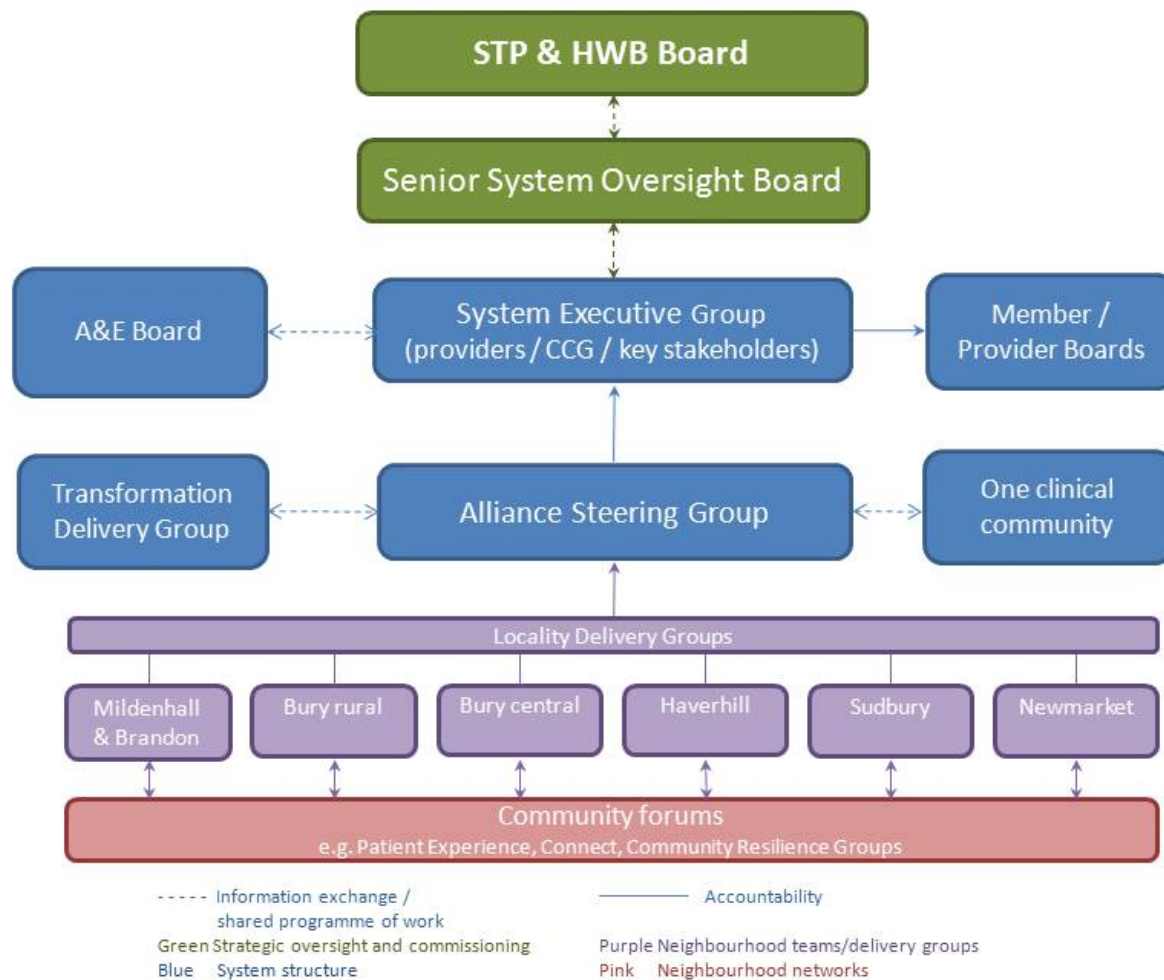 STP & HWB Board
Senior System Oversight Board
A&E Board
System Executive Group
(providers / CCG / key stakeholders)
Member /
Provider Boards
Transformation
Delivery Group
Alliance Steering Group
One clinical
community
Locality Delivery Groups
Mildenhall
& Brandon
Bury rural
Bury central
Haverhill
Sudbury
Newmarket
Community forums
e.g. Patient Experience, Connect, Community Resilience Groups
Information exchange /
shared programme of work
Accountability
Green Strategic oversight and commissioning
Purple Neighbourhood teams/delivery groups
Blue System structure
Pink Neighbourhood networks